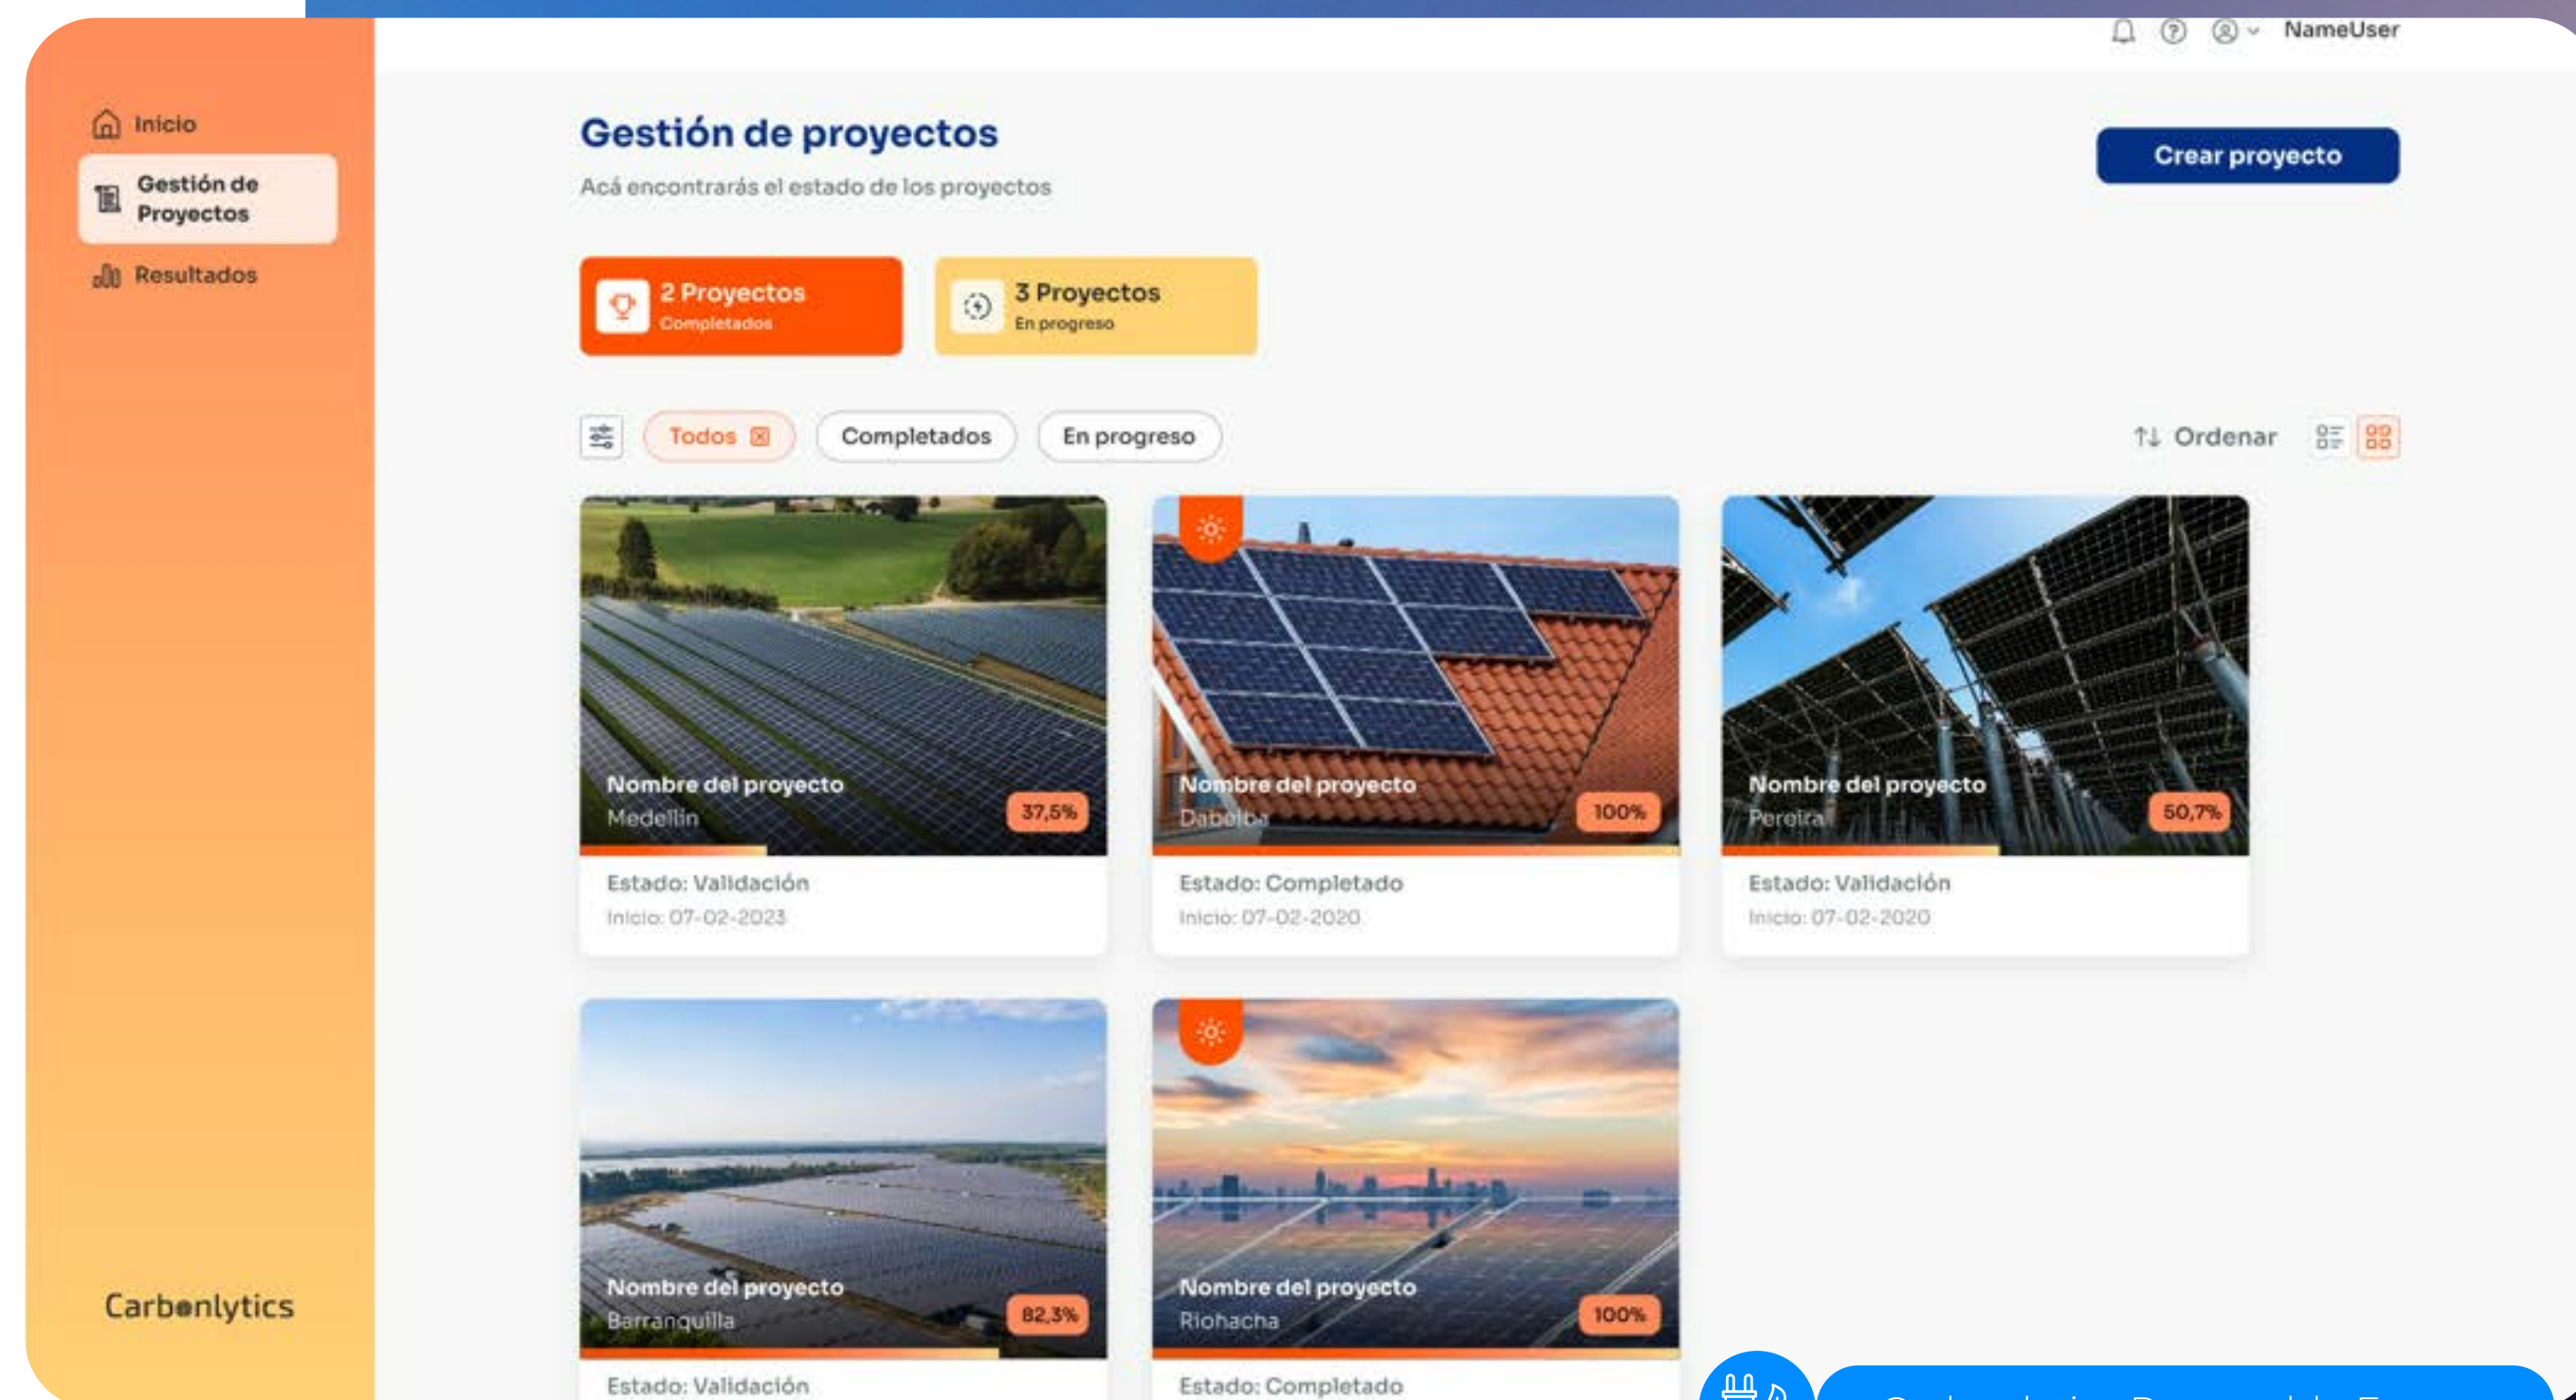 NameUser
Inicio
Gestión de
Proyectos
Resultados
Carbonlytics
Gestión de proyectos
Acá encontrarás el estado de los proyectos
Crear proyecto
2 Proyectos
Completados
3 Proyectos
En progreso
Todos
Completados
En progreso
Ordenar
Nombre del proyecto
Medellin
37,5%
Estado: Validación
Inicio: 07-02-2023
Nombre del proyecto
Dabeiba
100%
Estado: Completado
Inicio: 07-02-2020
Nombre del proyecto
Pereira
50,7%
Estado: Validación
Inicio: 07-02-2020
Nombre del proyecto
Barranquilla
82,3%
Estado: Validación
Nombre del proyecto
Riohacha
100%
Estado: Completado